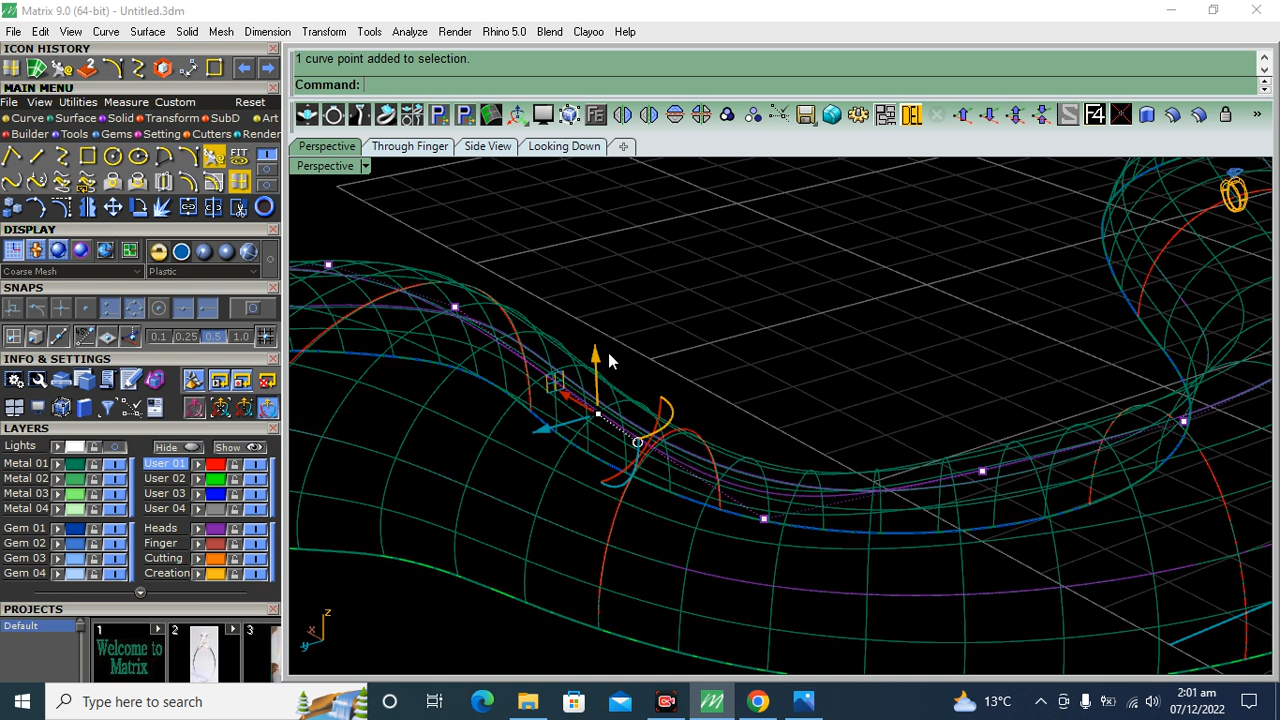 Matrix 9.0 (64-bit) - Untitled.3dm
File Edit View Curve Surface Solid Mesh Dimension Transform Tools Analyze Render Rhino 5.0 Blend Clayoo Help
ICON HISTORY
1 curve point added to selection.
Command:
MAIN MENU
File View Utilities Measure Custom Reset
Curve Surface Solid Transform SubD Art
Builder Tools Gems Setting Cutters Render
Perspective Through Finger Side View Looking Down
Perspective
DISPLAY
Coarse Mesh Plastic
SNAPS
0.1 0.25 0.5 1.0
INFO & SETTINGS
LAYERS
Lights Hide Show
Metal 01 User 01
Metal 02 User 02
Metal 03 User 03
Metal 04 User 04
Gem 01 Heads
Gem 02 Finger
Gem 03 Cutting
Gem 04 Creation
PROJECTS
Default 1 2 3
Welcome to
Matrix
z
x
y
Type here to search
13°C
2:01 am
07/12/2022